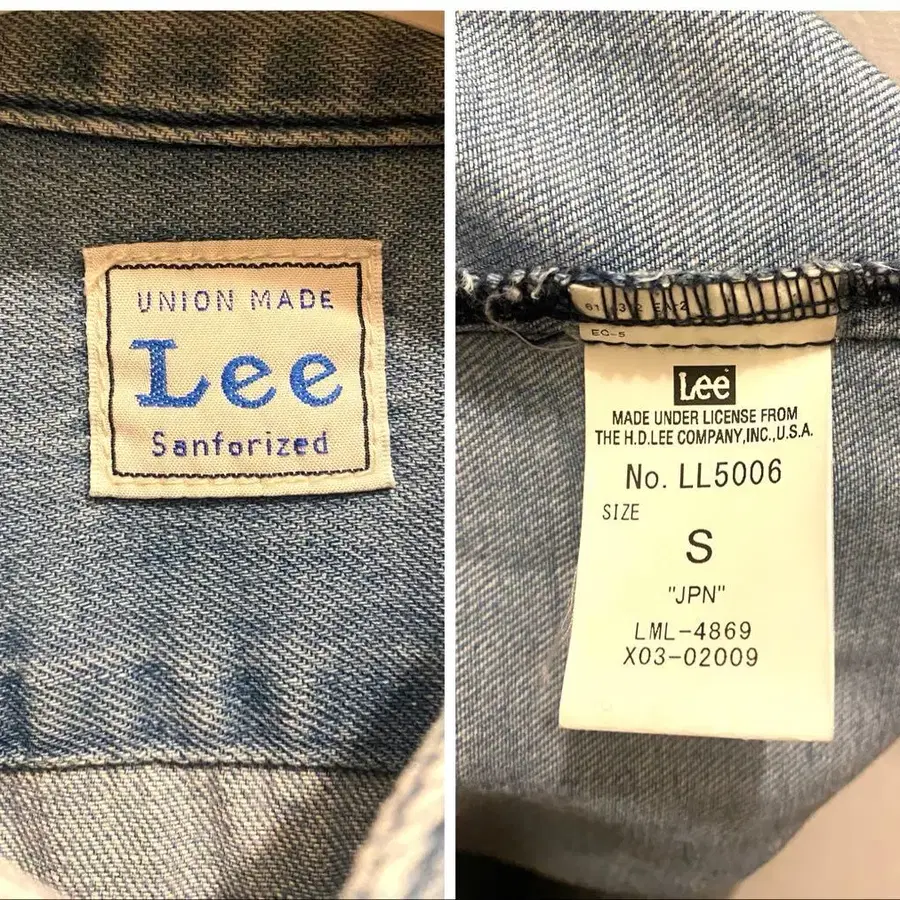 UNION MADE
Lee
Sanforized
EC-5
Lee
MADE UNDER LICENSE FROM
THE H.D.LEE COMPANY,INC.,U.S.A.
No. LL5006
SIZE
S
"JPN"
LML-4869
X03-02009